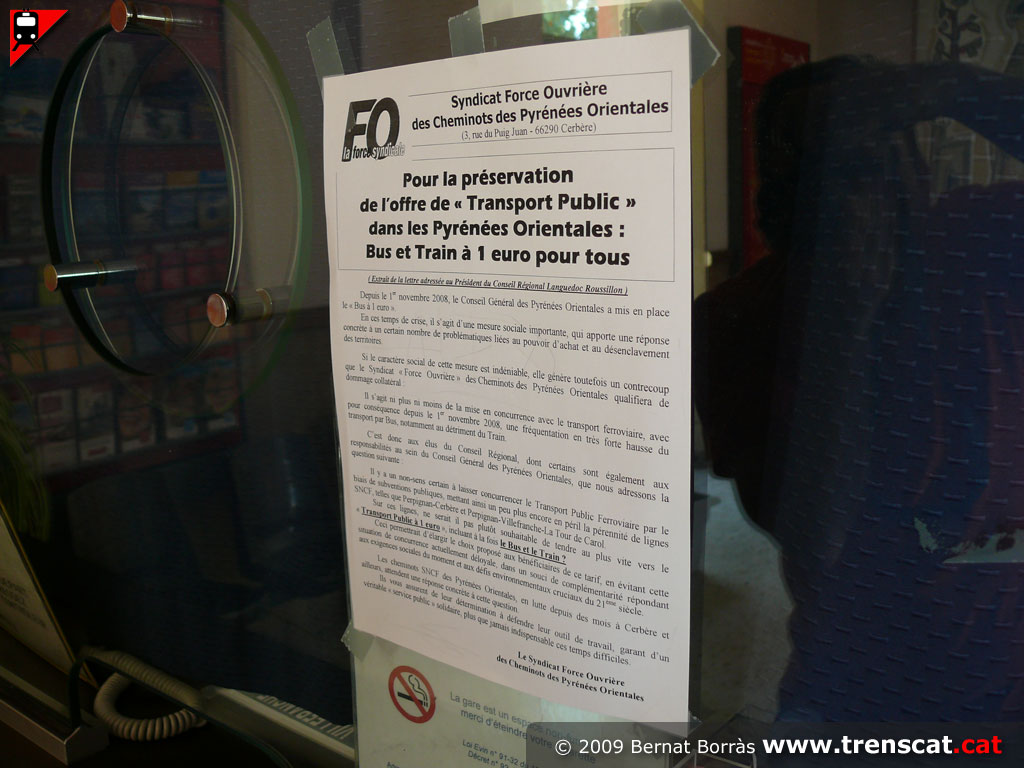 FO
la force syndicale
Syndicat Force Ouvrière
des Cheminots des Pyrénées Orientales
(3, rue du Puig Juan - 66290 Cerbère)
Pour la préservation
de l'offre de « Transport Public »
dans les Pyrénées Orientales :
Bus et Train à 1 euro pour tous
( Extrait de la lettre adressée au Président du Conseil Régional Languedoc Roussillon )
Depuis le 1er novembre 2008, le Conseil Général des Pyrénées Orientales a mis en place
le « Bus à 1 euro ».
En ces temps de crise, il s'agit d'une mesure sociale importante, qui apporte une réponse
concrète à un certain nombre de problématiques liées au pouvoir d'achat et au désenclavement
des territoires.
Si le caractère social de cette mesure est indéniable, elle génère toutefois un contrecoup
que le Syndicat « Force Ouvrière » des Cheminots des Pyrénées Orientales qualifiera de
dommage collatéral :
Il s'agit ni plus ni moins de la mise en concurrence avec le transport ferroviaire, avec
pour conséquence depuis le 1er novembre 2008, une fréquentation en très forte hausse du
transport par Bus, notamment au détriment du Train.
C'est donc aux élus du Conseil Régional, dont certains sont également aux
responsabilités au sein du Conseil Général des Pyrénées Orientales, que nous adressons la
question suivante :
Il y a un non-sens certain à laisser concurrencer le Transport Public Ferroviaire par le
biais de subventions publiques, mettant ainsi un peu plus encore en péril la pérennité de lignes
SNCF, telles que Perpignan-Cerbère et Perpignan-Villefranche-La Tour de Carol.
Sur ces lignes, ne serait il pas plutôt souhaitable de tendre au plus vite vers le
« Transport Public à 1 euro », incluant à la fois le Bus et le Train ?
Ceci permettrait d'élargir le choix proposé aux bénéficiaires de ce tarif, en évitant cette
situation de concurrence actuellement déloyale, dans un souci de complémentarité répondant
aux exigences sociales du moment et aux défis environnementaux cruciaux du 21ème siècle.
Les cheminots SNCF des Pyrénées Orientales, en lutte depuis des mois à Cerbère et
ailleurs, attendent une réponse concrète à cette question.
Ils vous assurent de leur détermination à défendre leur outil de travail, garant d'un
véritable « service public » solidaire, plus que jamais indispensable ces temps difficiles.
Le Syndicat Force Ouvrière
des Cheminots des Pyrénées Orientales
La gare est un espace non
merci d'éteindre votre
Loi Evin n° 91-32
Décret n° 92
© 2009 Bernat Borràs www.trenscat.cat